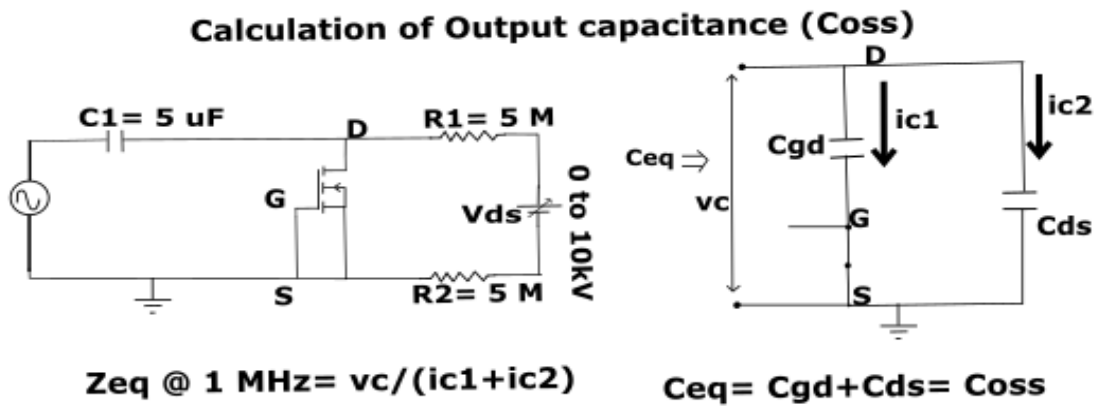 Calculation of Output capacitance (Coss)
C1= 5 uF
D
R1= 5 M
G
Vds
0 to 10kV
S
R2= 5 M
D
ic1
ic2
Cgd
Ceq ⇒
vc
G
Cds
S
Zeq @ 1 MHz= vc/(ic1+ic2)
Ceq= Cgd+Cds= Coss